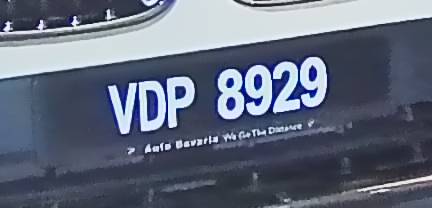 VDP 8929
Auto Bavaria We Go The Distance